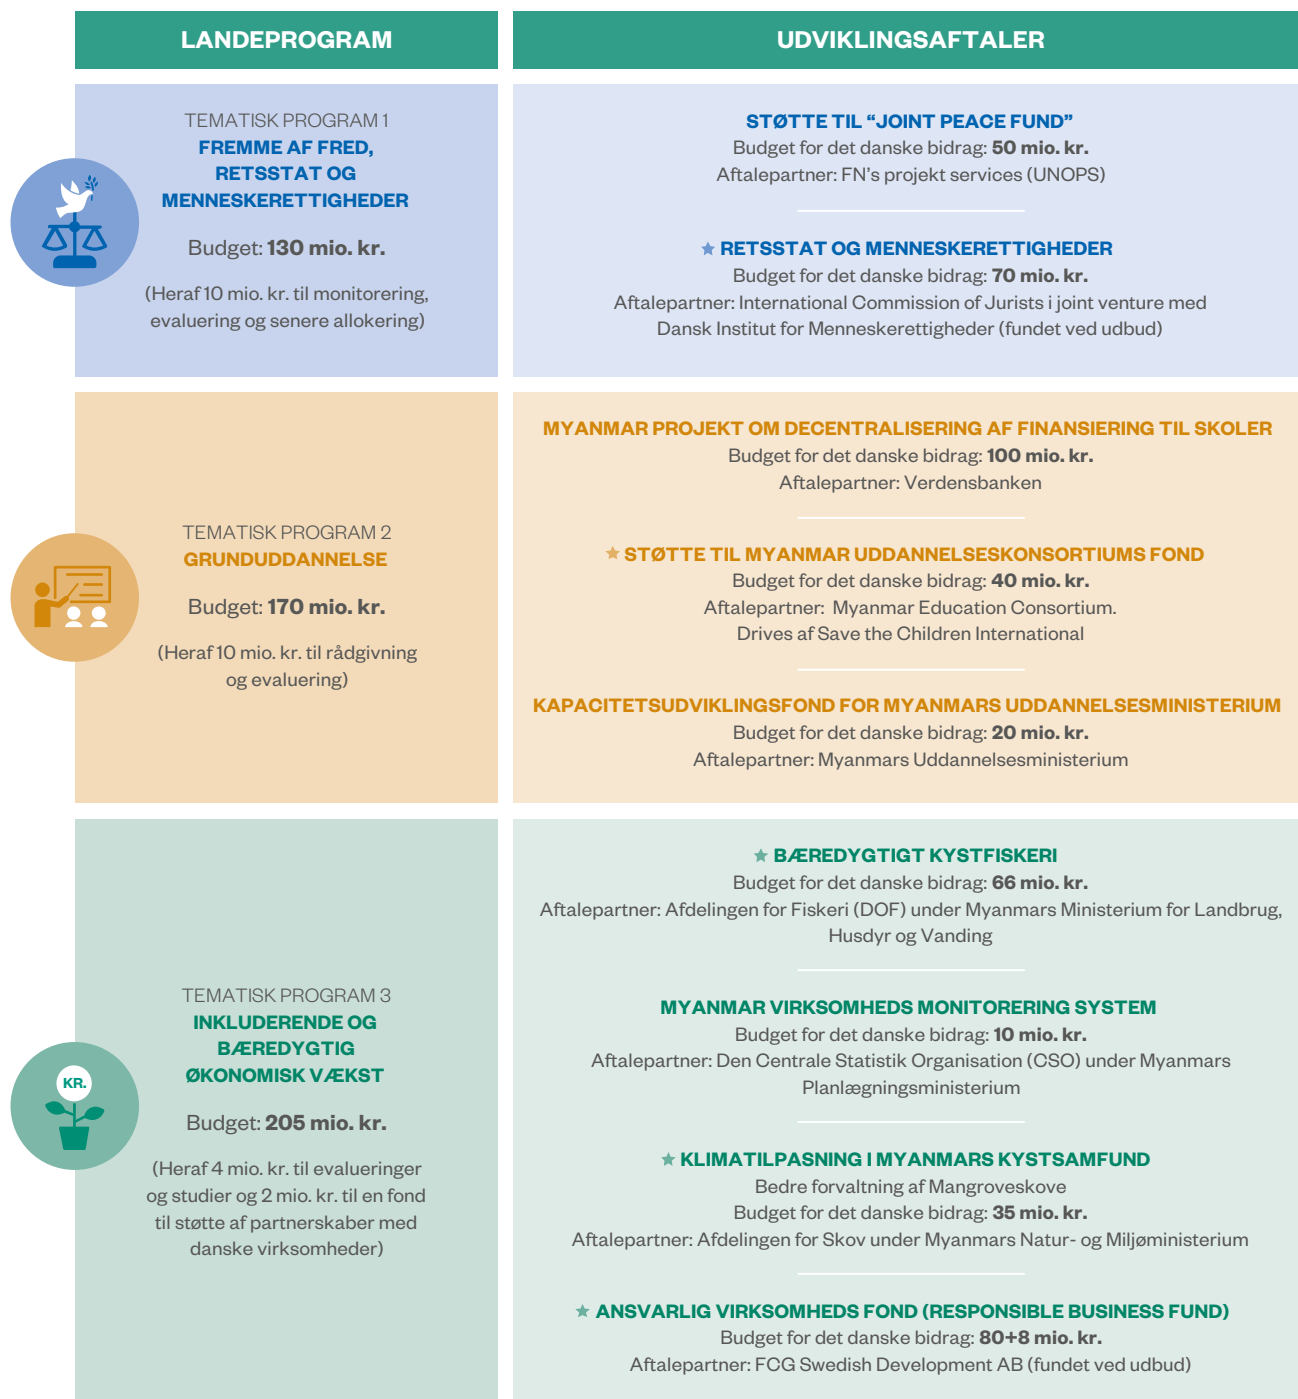 LANDEPROGRAM
UDVIKLINGSAFTALER
TEMATISK PROGRAM 1
FREMME AF FRED,
RETSSTAT OG
MENNESKERETTIGHEDER
Budget: 130 mio. kr.
(Heraf 10 mio. kr. til monitorering,
evaluering og senere allokering)
STØTTE TIL “JOINT PEACE FUND”
Budget for det danske bidrag: 50 mio. kr.
Aftalepartner: FN’s projekt services (UNOPS)
★ RETSSTAT OG MENNESKERETTIGHEDER
Budget for det danske bidrag: 70 mio. kr.
Aftalepartner: International Commission of Jurists i joint venture med
Dansk Institut for Menneskerettigheder (fundet ved udbud)
TEMATISK PROGRAM 2
GRUNDUDDANNELSE
Budget: 170 mio. kr.
(Heraf 10 mio. kr. til rådgivning
og evaluering)
MYANMAR PROJEKT OM DECENTRALISERING AF FINANSIERING TIL SKOLER
Budget for det danske bidrag: 100 mio. kr.
Aftalepartner: Verdensbanken
★ STØTTE TIL MYANMAR UDDANNELSESKONSORTIUMS FOND
Budget for det danske bidrag: 40 mio. kr.
Aftalepartner: Myanmar Education Consortium.
Drives af Save the Children International
KAPACITETSUDVIKLINGSFOND FOR MYANMARS UDDANNELSESMINISTERIUM
Budget for det danske bidrag: 20 mio. kr.
Aftalepartner: Myanmars Uddannelsesministerium
KR.
TEMATISK PROGRAM 3
INKLUDERENDE OG
BÆREDYGTIG
ØKONOMISK VÆKST
Budget: 205 mio. kr.
(Heraf 4 mio. kr. til evalueringer
og studier og 2 mio. kr. til en fond
til støtte af partnerskaber med
danske virksomheder)
★ BÆREDYGTIGT KYSTFISKERI
Budget for det danske bidrag: 66 mio. kr.
Aftalepartner: Afdelingen for Fiskeri (DOF) under Myanmars Ministerium for Landbrug,
Husdyr og Vanding
MYANMAR VIRKSOMHEDS MONITORERING SYSTEM
Budget for det danske bidrag: 10 mio. kr.
Aftalepartner: Den Centrale Statistik Organisation (CSO) under Myanmars
Planlægningsministerium
★ KLIMATILPASNING I MYANMARS KYSTSAMFUND
Bedre forvaltning af Mangroveskove
Budget for det danske bidrag: 35 mio. kr.
Aftalepartner: Afdelingen for Skov under Myanmars Natur- og Miljøministerium
★ ANSVARLIG VIRKSOMHEDS FOND (RESPONSIBLE BUSINESS FUND)
Budget for det danske bidrag: 80+8 mio. kr.
Aftalepartner: FCG Swedish Development AB (fundet ved udbud)